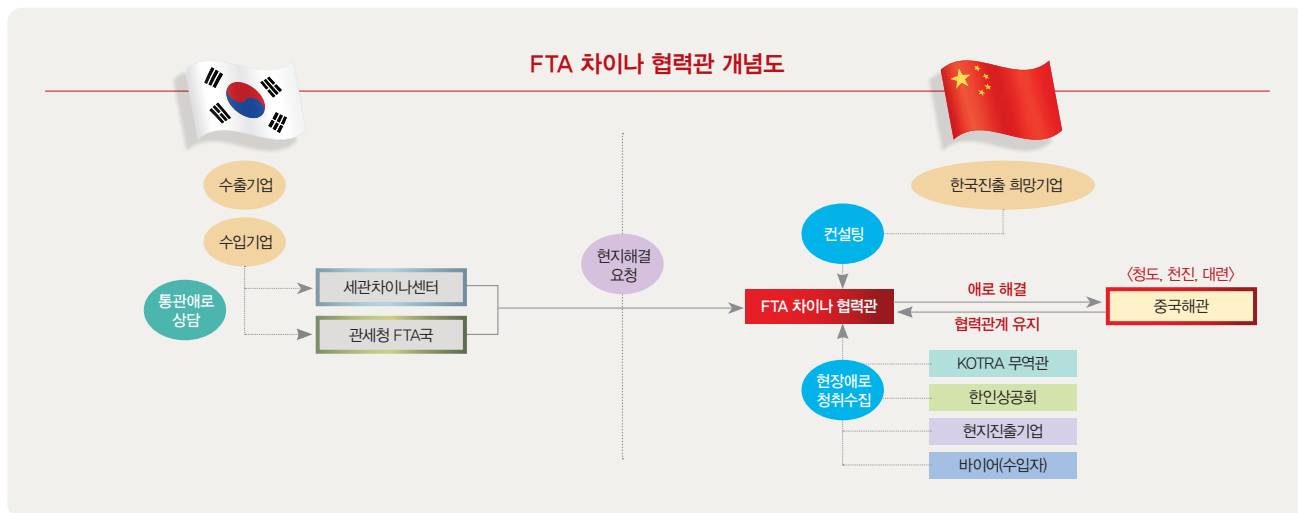 FTA 차이나 협력관 개념도
수출기업
수입기업
통관애로
상담
세관차이나센터
관세청 FTA국
현지해결
요청
한국진출 희망기업
컨설팅
FTA 차이나 협력관
애로 해결
협력관계 유지
〈청도, 천진, 대련〉
중국해관
현장애로
청취수집
KOTRA 무역관
한인상공회
현지진출기업
바이어(수입자)